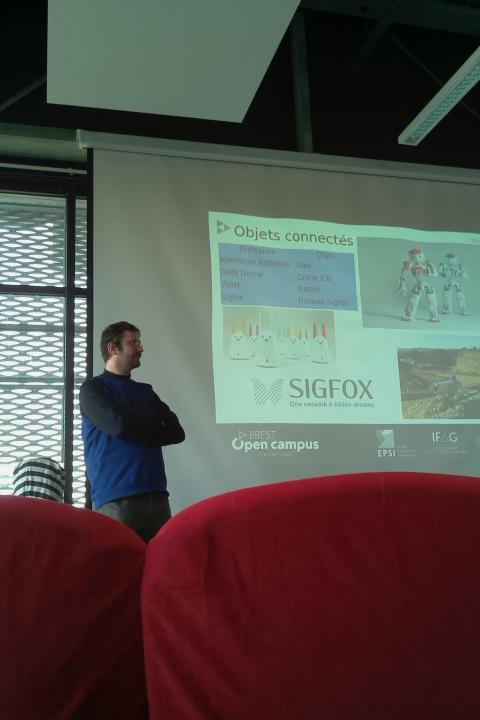 Objets connectés
Entreprise Objet
Aldebaran Robotics Nao
Delta Drone Drone 2.0
Violet Karotz
Sigfox Réseau Sigfox
SIGFOX
One network A billion dreams
BREST
Open campus
EPSI
IFAG